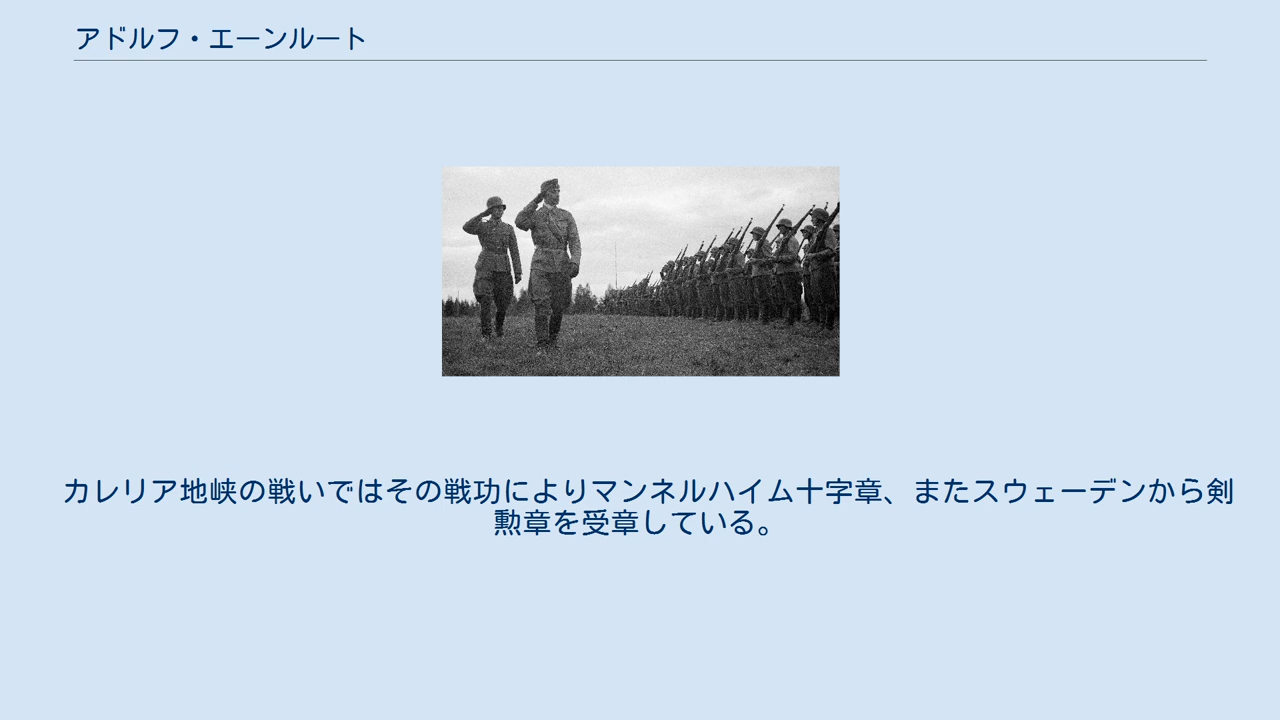 アドルフ・エーンルート
カレリア地峡の戦いではその戦功によりマンネルハイム十字章、またスウェーデンから剣
勲章を受章している。